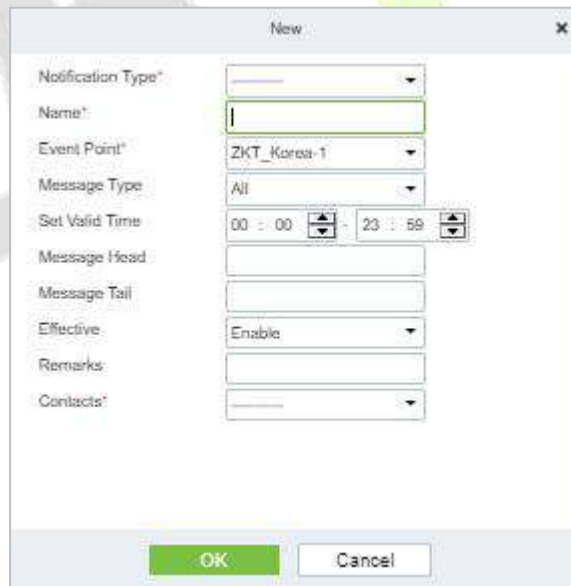 New ×
Notification Type* ----------
Name*
Event Point* ZKT_Korea-1
Message Type All
Set Valid Time 00 : 00 - 23 : 59
Message Head
Message Tail
Effective Enable
Remarks
Contacts* ----------
OK Cancel